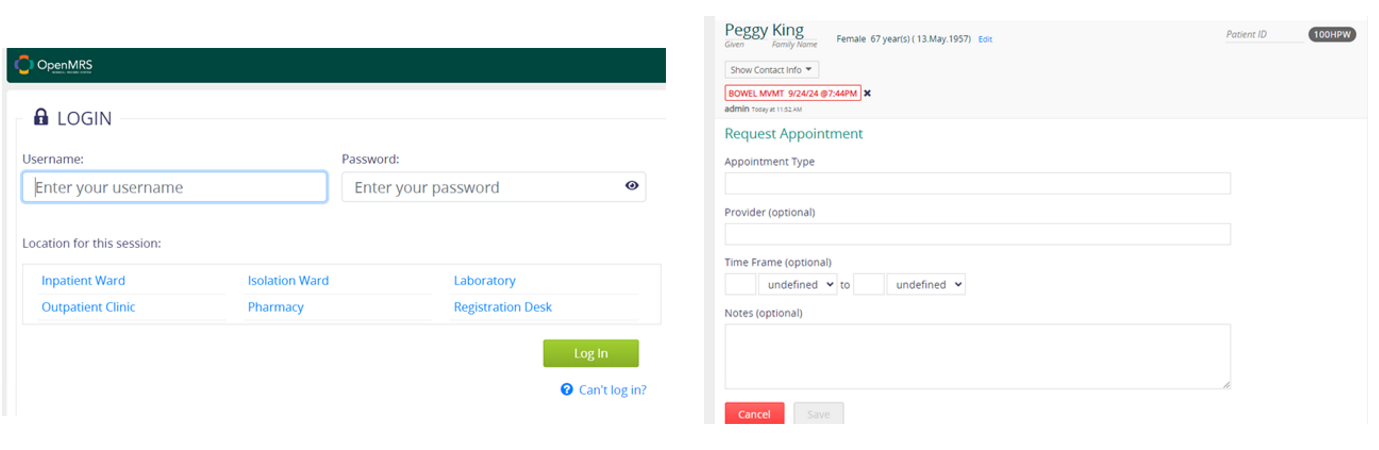 OpenMRS
LOGIN
Username:
Password:
Enter your username
Enter your password
Location for this session:
Inpatient Ward
Isolation Ward
Laboratory
Outpatient Clinic
Pharmacy
Registration Desk
Log In
Can't log in?
Peggy King
Given
Family Name
Female 67 year(s) ( 13.May.1957) Edit
Patient ID
100HPW
Show Contact Info
BOWEL MVMT 9/24/24 @7:44PM
admin Today at 11:52 AM
Request Appointment
Appointment Type
Provider (optional)
Time Frame (optional)
undefined to undefined
Notes (optional)
Cancel
Save